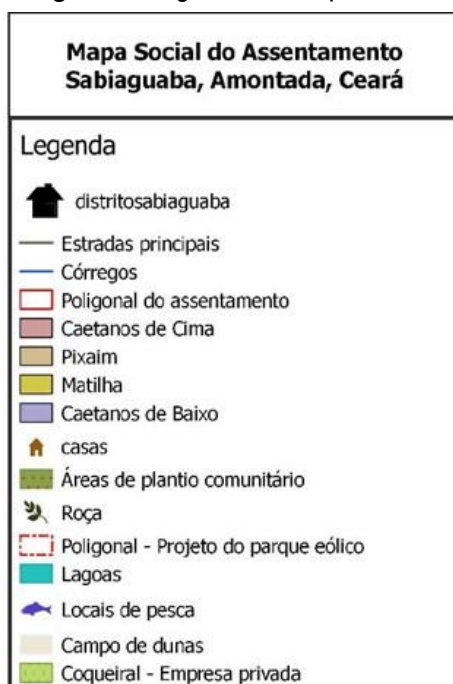 Mapa Social do Assentamento
Sabiaguaba, Amontada, Ceará
Legenda
distritosabiaguaba
Estradas principais
Córregos
Poligonal do assentamento
Caetanos de Cima
Pixaim
Matilha
Caetanos de Baixo
casas
Áreas de plantio comunitário
Roça
Poligonal - Projeto do parque eólico
Lagoas
Locais de pesca
Campo de dunas
Coqueiral - Empresa privada